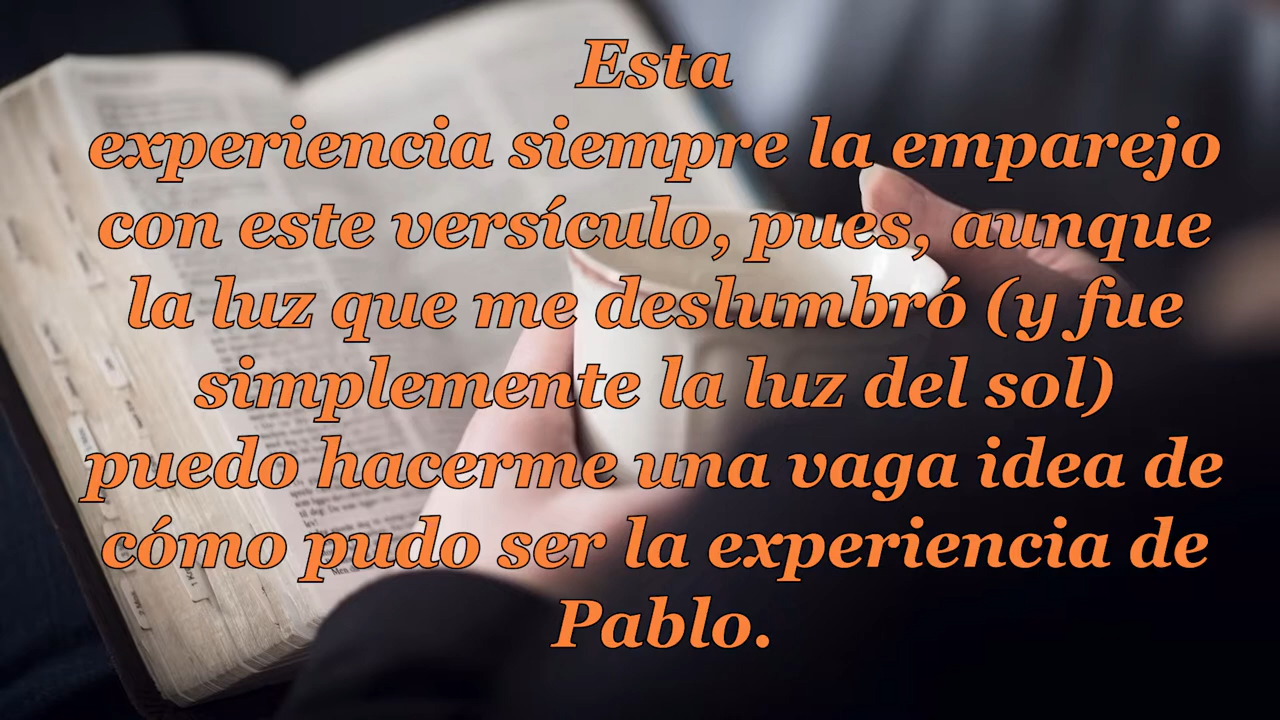 Esta
experiencia siempre la emparejo
con este versículo, pues, aunque
la luz que me deslumbró (y fue
simplemente la luz del sol)
puedo hacerme una vaga idea de
cómo pudo ser la experiencia de
Pablo.